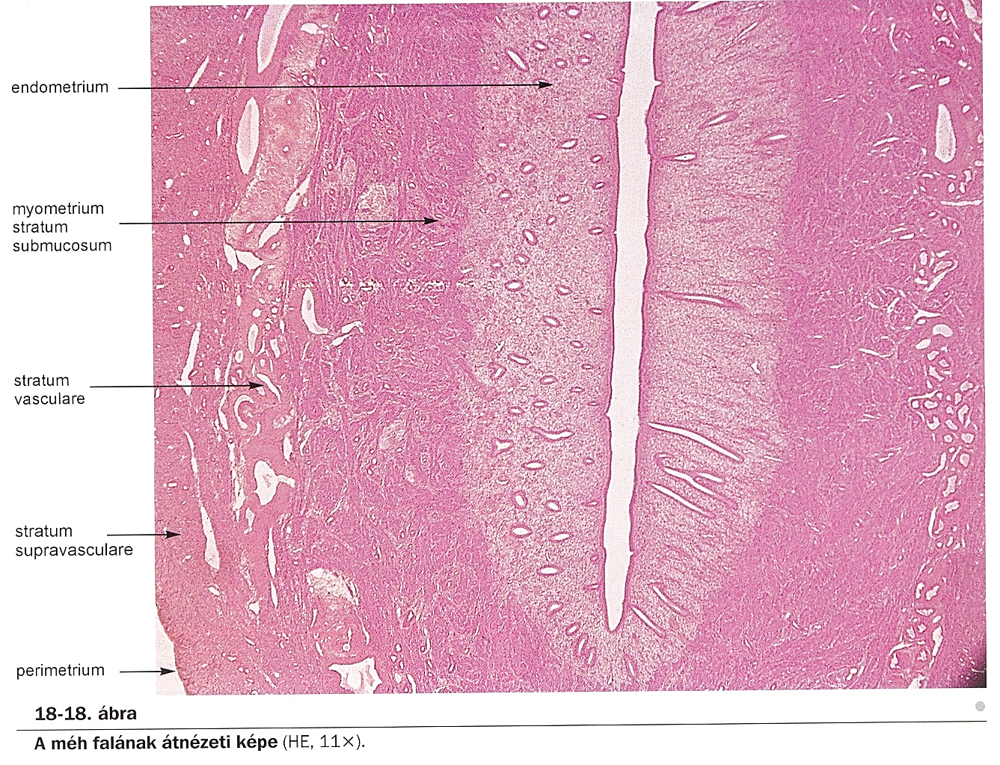 endometrium
myometrium
stratum
submucosum
stratum
vasculare
stratum
supravasculare
perimetrium
18-18. ábra
A méh falának átnézeti képe (HE, 11×).